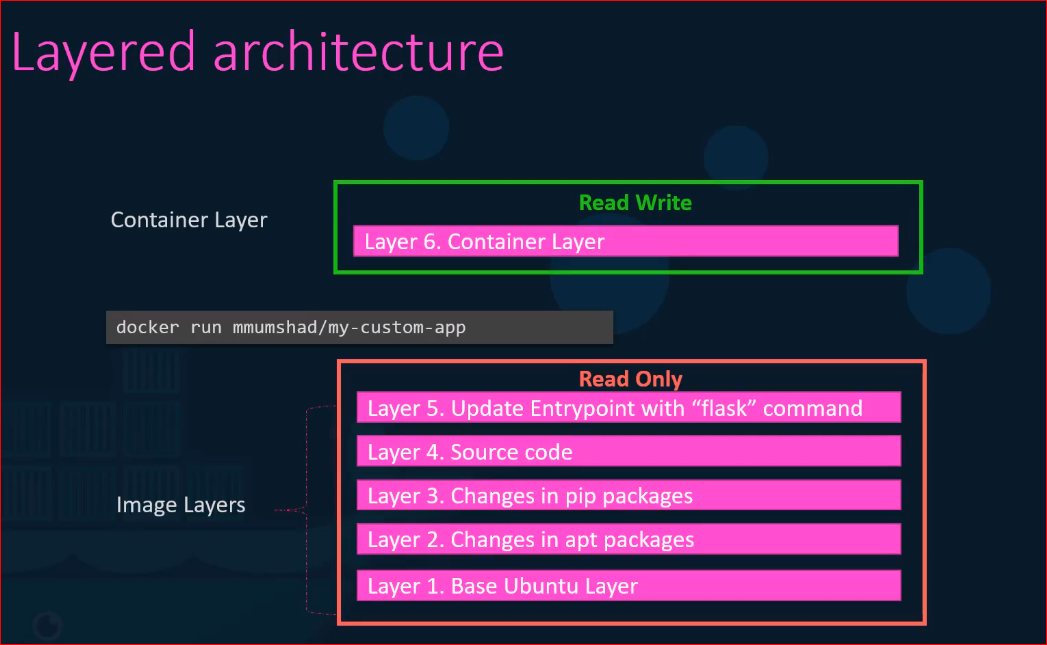 Layered architecture
Read Write
Container Layer
Layer 6. Container Layer
docker run mmumshad/my-custom-app
Read Only
Layer 5. Update Entrypoint with “flask” command
Layer 4. Source code
Layer 3. Changes in pip packages
Image Layers
Layer 2. Changes in apt packages
Layer 1. Base Ubuntu Layer